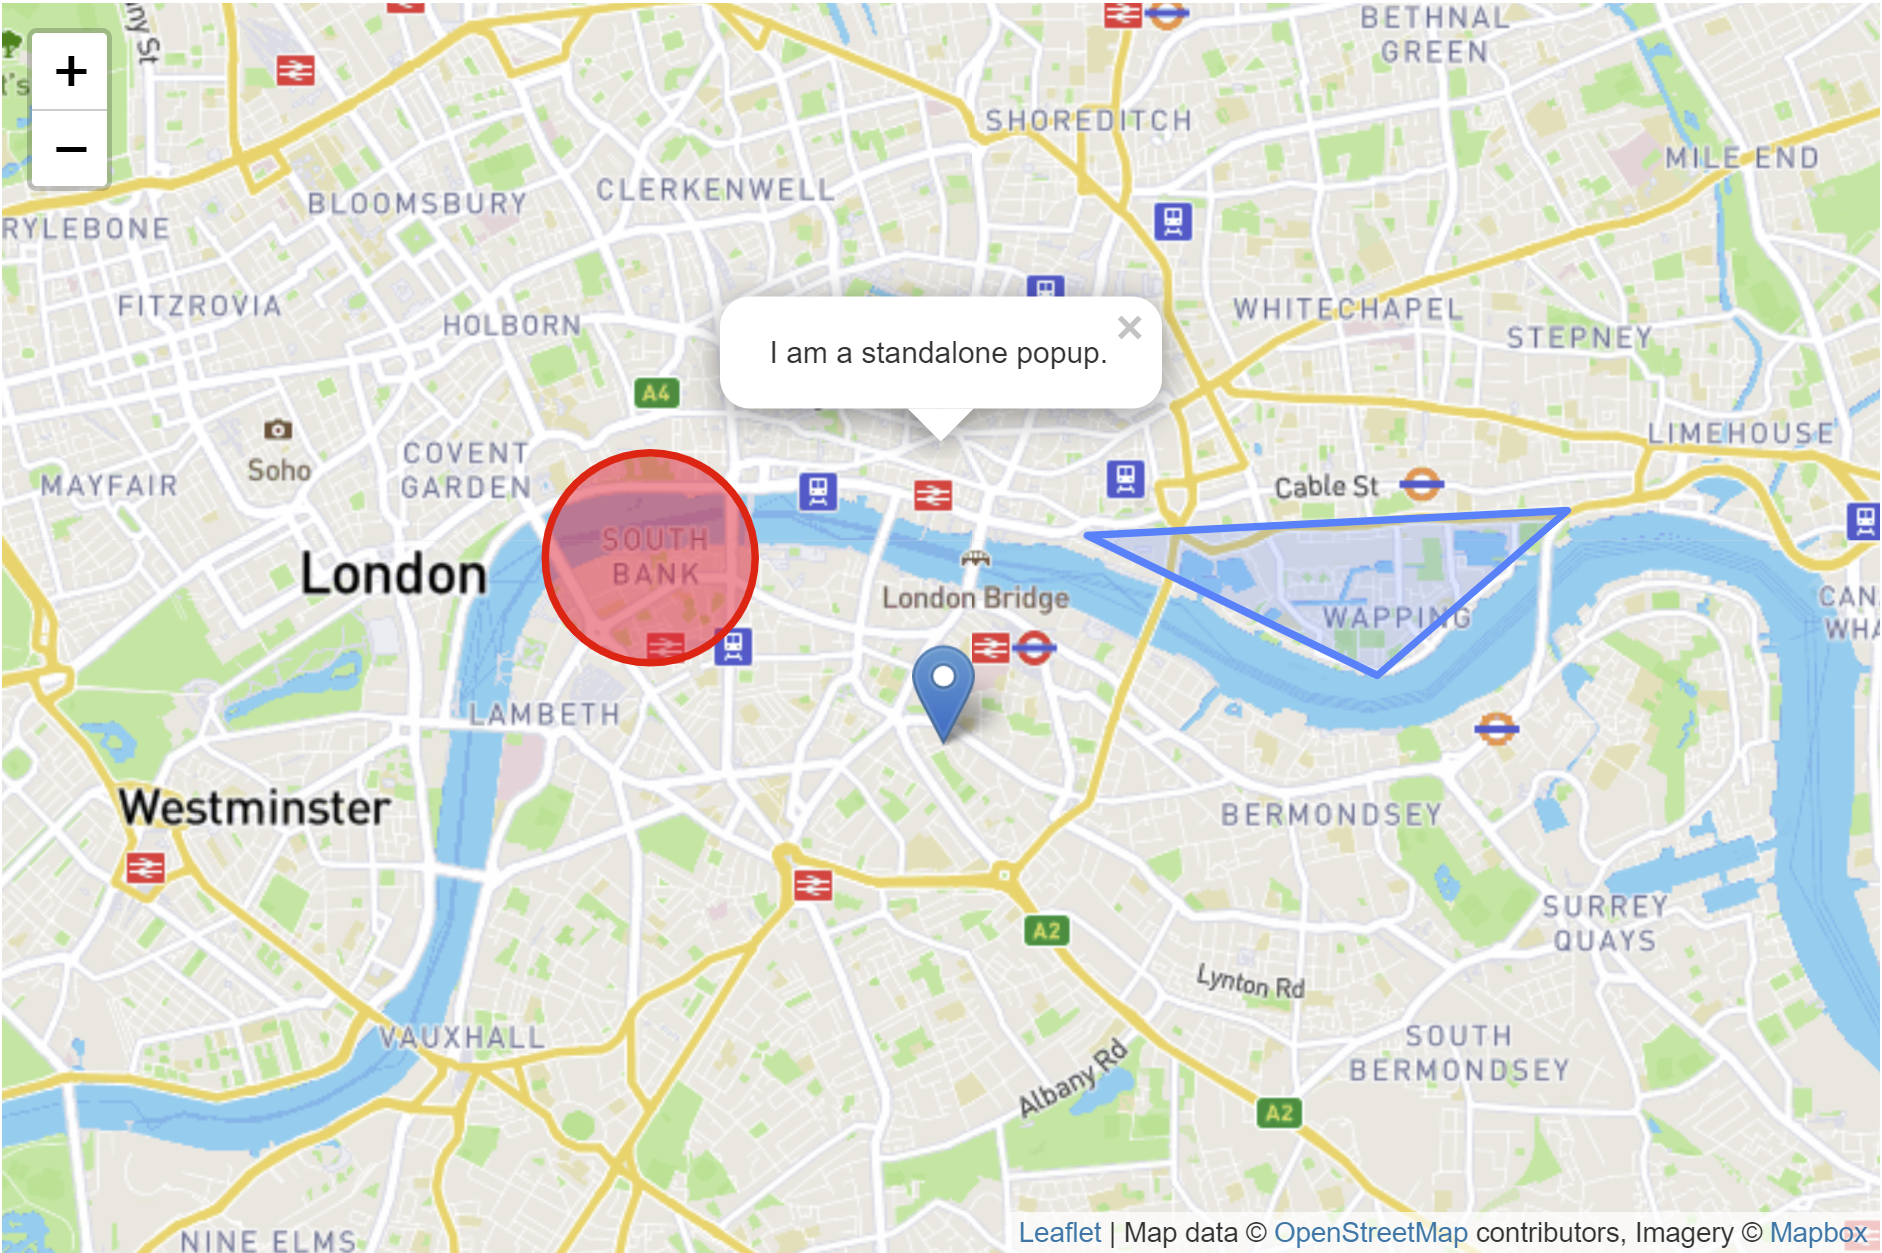 BETHNAL
GREEN
+
−
SHOREDITCH
MILE END
BLOOMSBURY
CLERKENWELL
RYLEBONE
FITZROVIA
HOLBORN
WHITECHAPEL
STEPNEY
×
I am a standalone popup.
A4
COVENT
GARDEN
Soho
MAYFAIR
LIMEHOUSE
Cable St
SOUTH
BANK
London
London Bridge
WAPPING
CAN
WHA
LAMBETH
Westminster
BERMONDSEY
SURREY
QUAYS
A2
Lynton Rd
VAUXHALL
SOUTH
BERMONDSEY
Albany Rd
A2
NINE ELMS
Leaflet | Map data © OpenStreetMap contributors, Imagery © Mapbox